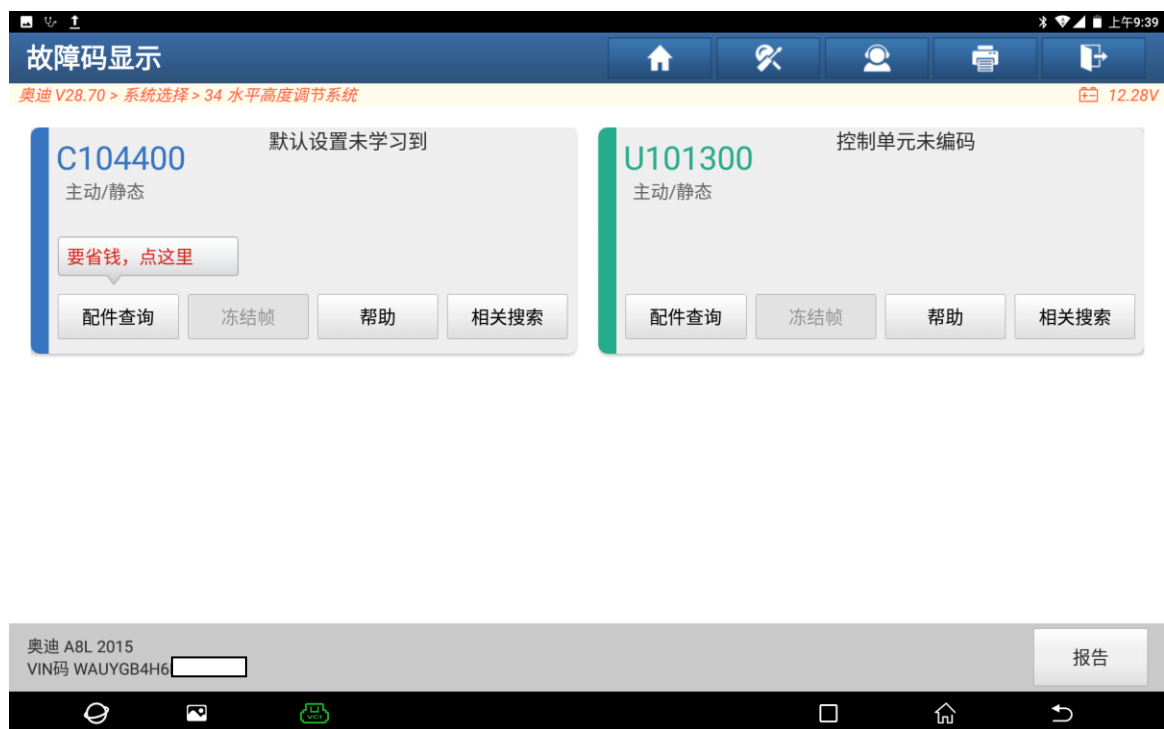 上午9:39
故障码显示
奥迪 V28.70 > 系统选择 > 34 水平高度调节系统
12.28V
C104400
默认设置未学习到
主动/静态
要省钱，点这里
配件查询
冻结帧
帮助
相关搜索
U101300
控制单元未编码
主动/静态
配件查询
冻结帧
帮助
相关搜索
奥迪 A8L 2015
VIN码 WAUYGB4H6
报告
VCI